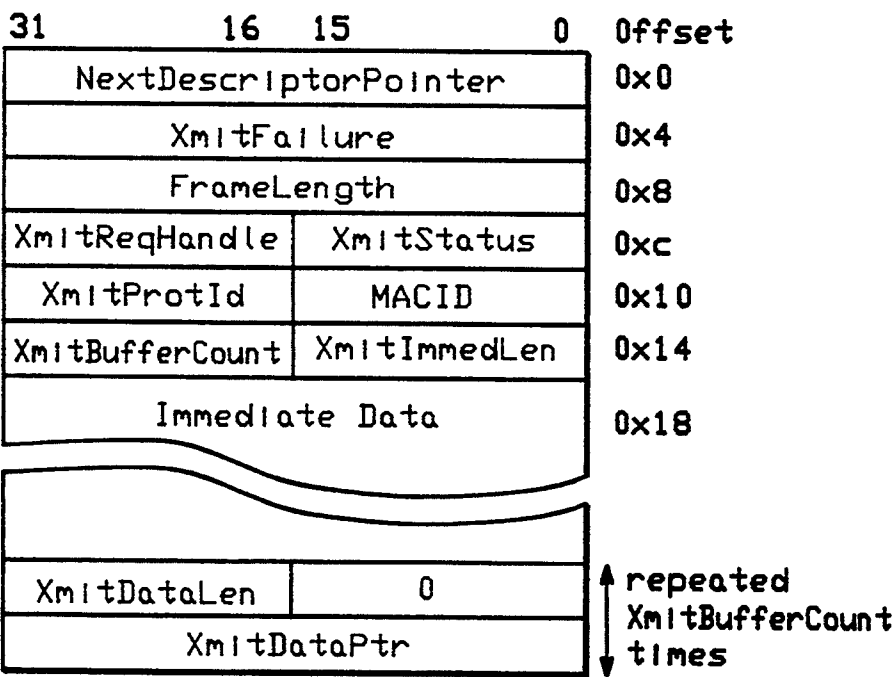 31 16 15 0 Offset
NextDescriptorPointer 0x0
XmitFailure 0x4
FrameLength 0x8
XmitReqHandle XmitStatus 0xc
XmitProtId MACID 0x10
XmitBufferCount XmitImmedLen 0x14
Immediate Data 0x18
XmitDataLen 0 repeated
XmitBufferCount
XmitDataPtr times